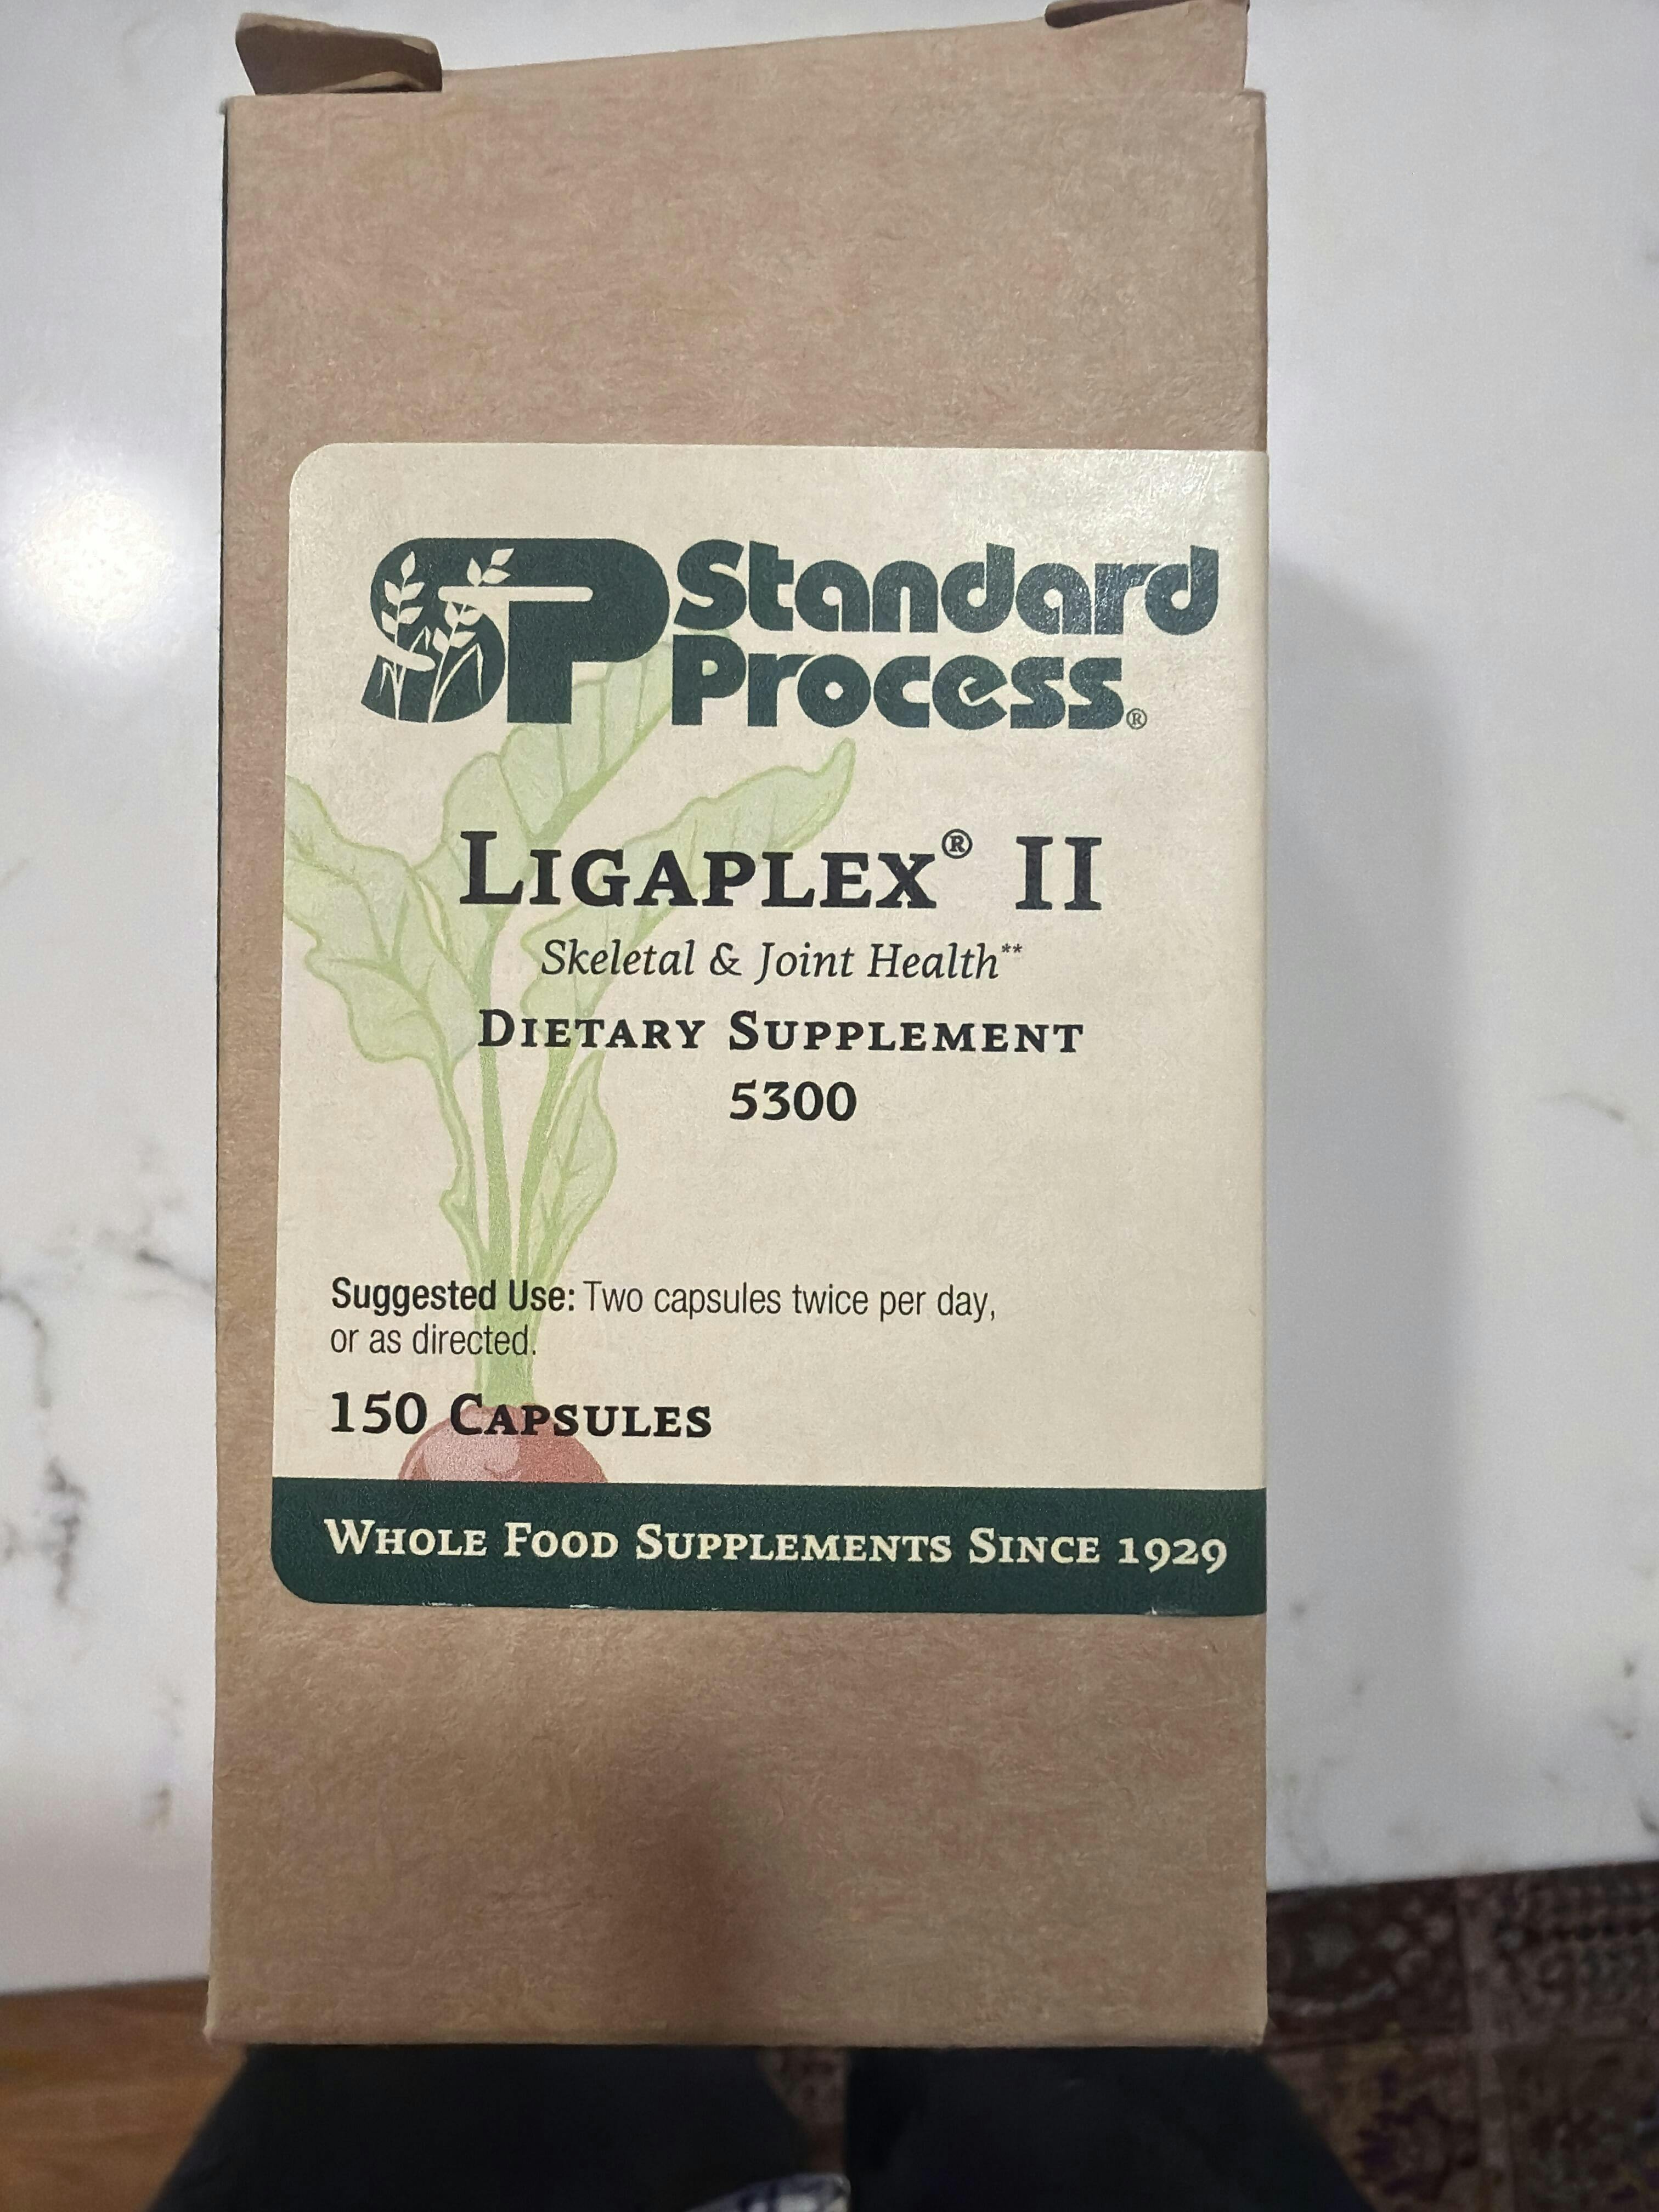 SP Standard
Process®
LIGAPLEX® II
Skeletal & Joint Health**
DIETARY SUPPLEMENT
5300
Suggested Use: Two capsules twice per day,
or as directed.
150 CAPSULES
WHOLE FOOD SUPPLEMENTS SINCE 1929